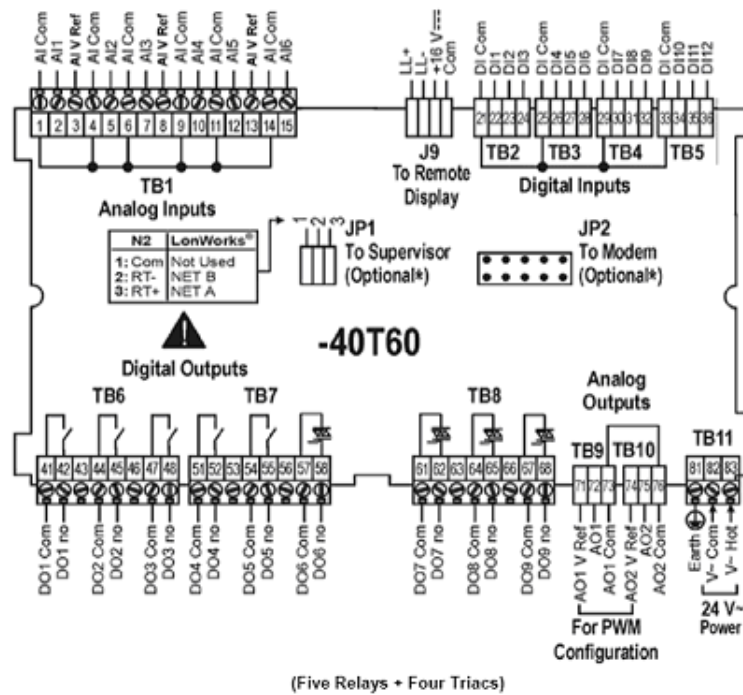 AI Com AI1 AI V Ref AI Com AI2 AI Com AI3 AI V Ref AI Com AI4 AI Com AI5 AI V Ref AI Com AI6
LL+ LL- +16 V Com
DI Com DI1 DI2 DI3 DI Com DI4 DI5 DI6 DI Com DI7 DI8 DI9 DI Com DI10 DI11 DI12
1 2 3 4 5 6 7 8 9 10 11 12 13 14 15
21 22 23 24 25 26 27 28 29 30 31 32 33 34 35 36
TB1
Analog Inputs
J9
To Remote
Display
TB2 TB3 TB4 TB5
Digital Inputs
N2 LonWorks®
1: Com Not Used
2: RT- NET B
3: RT+ NET A
1 2 3
JP1
To Supervisor
(Optional*)
JP2
To Modem
(Optional*)
-40T60
Digital Outputs
Analog
Outputs
TB6 TB7 TB8 TB9 TB10 TB11
41 42 43 44 45 46 47 48 51 52 53 54 55 56 57 58
61 62 63 64 65 66 67 68
71 72 73 74 75 76
81 82 83
DO1 Com DO1 no DO2 Com DO2 no DO3 Com DO3 no DO4 Com DO4 no DO5 Com DO5 no DO6 Com DO6 no
DO7 Com DO7 no DO8 Com DO8 no DO9 Com DO9 no
AO1 V Ref AO1 AO1 Com AO2 V Ref AO2 AO2 Com
Earth V~ Com V~ Hot
For PWM
Configuration
24 V~
Power
(Five Relays + Four Triacs)